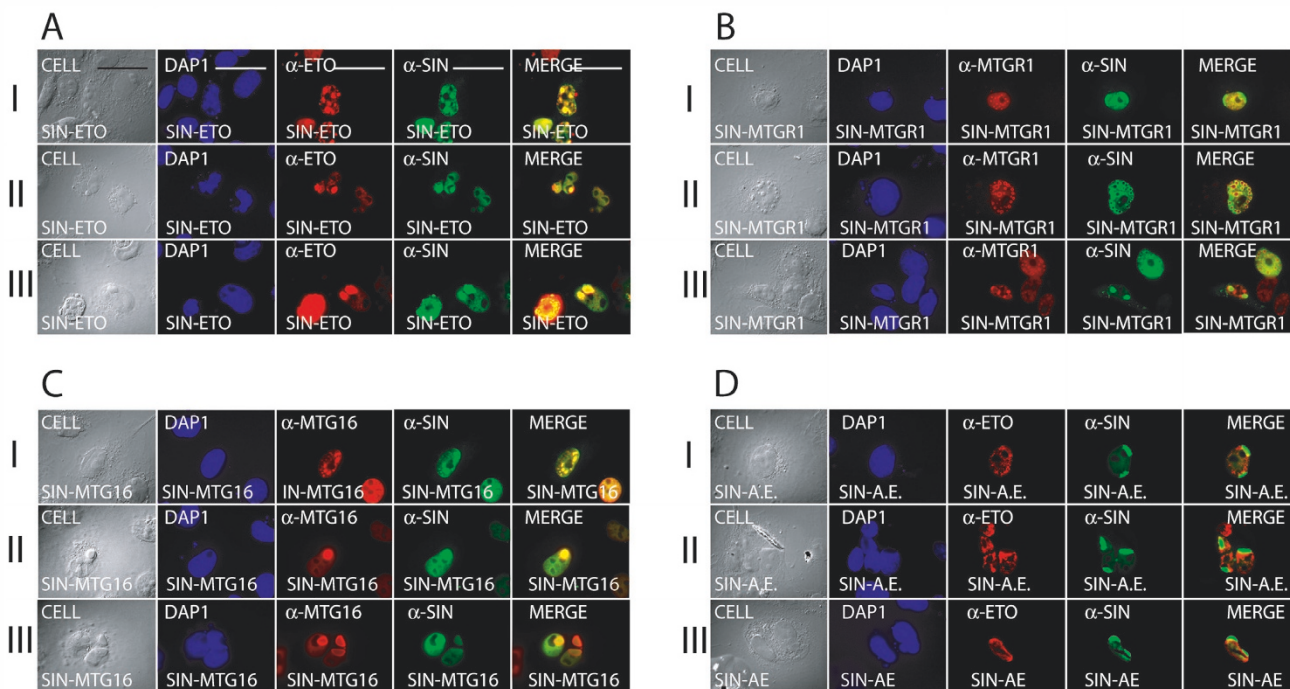 A
CELL DAP1 α-ETO α-SIN MERGE
I
SIN-ETO SIN-ETO SIN-ETO SIN-ETO SIN-ETO
CELL DAP1 α-ETO α-SIN MERGE
II
SIN-ETO SIN-ETO SIN-ETO SIN-ETO SIN-ETO
CELL DAP1 α-ETO α-SIN MERGE
III
SIN-ETO SIN-ETO SIN-ETO SIN-ETO SIN-ETO
B
CELL DAP1 α-MTGR1 α-SIN MERGE
I
SIN-MTGR1 SIN-MTGR1 SIN-MTGR1 SIN-MTGR1 SIN-MTGR1
CELL DAP1 α-MTGR1 α-SIN MERGE
II
SIN-MTGR1 SIN-MTGR1 SIN-MTGR1 SIN-MTGR1 SIN-MTGR1
CELL DAP1 α-MTGR1 α-SIN MERGE
III
SIN-MTGR1 SIN-MTGR1 SIN-MTGR1 SIN-MTGR1 SIN-MTGR1
C
CELL DAP1 α-MTG16 α-SIN MERGE
I
SIN-MTG16 SIN-MTG16 IN-MTG16 SIN-MTG16 SIN-MTG16
CELL DAP1 α-MTG16 α-SIN MERGE
II
SIN-MTG16 SIN-MTG16 SIN-MTG16 SIN-MTG16 SIN-MTG16
CELL DAP1 α-MTG16 α-SIN MERGE
III
SIN-MTG16 SIN-MTG16 SIN-MTG16 SIN-MTG16 SIN-MTG16
D
CELL DAP1 α-ETO α-SIN MERGE
I
SIN-A.E. SIN-A.E. SIN-A.E. SIN-A.E. SIN-A.E.
CELL DAP1 α-ETO α-SIN MERGE
II
SIN-A.E. SIN-A.E. SIN-A.E. SIN-A.E. SIN-A.E.
CELL DAP1 α-ETO α-SIN MERGE
III
SIN-AE SIN-AE SIN-AE SIN-AE SIN-AE